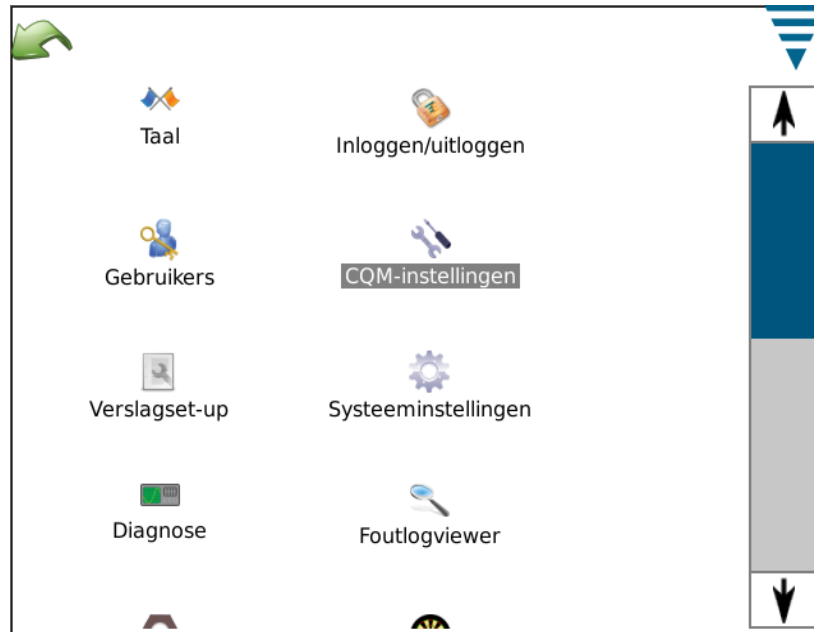 Taal
Inloggen/uitloggen
Gebruikers
CQM-instellingen
Verslagset-up
Systeeminstellingen
Diagnose
Foutlogviewer